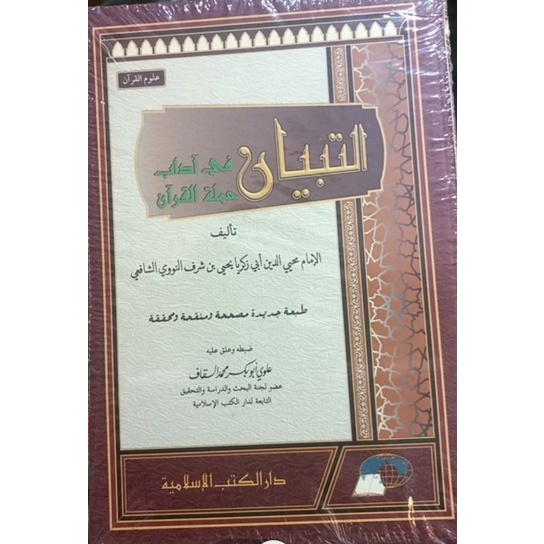 علوم القرآن
التبيان
في آداب
حملة القرآن
تأليف
الإمام محيي الدين أبي زكريا يحيى بن شرف النووي الشافعي
طبعة جديدة مصححة ومنقحة ومحققة
ضبطه وعلق عليه
علوي أبو بكر محمد السقاف
عضو لجنة البحث والدراسة والتحقيق
التابعة لدار الكتب الإسلامية
دار الكتب الإسلامية